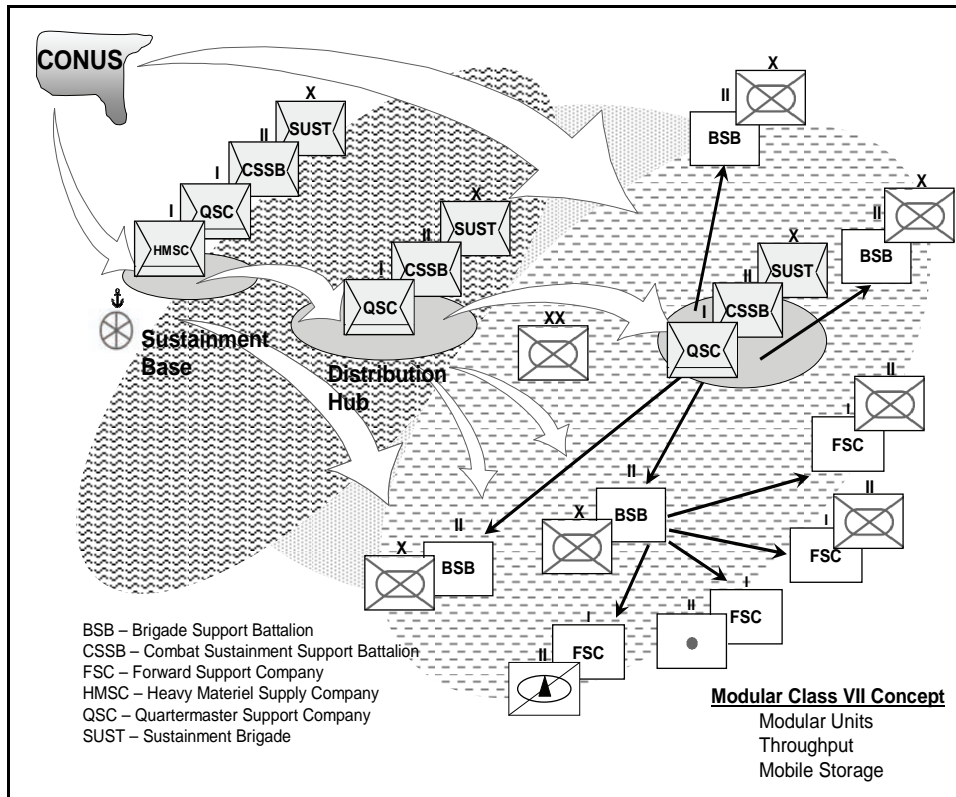 CONUS
X
II
SUST
I
CSSB
I
QSC
HMSC
Sustainment
Base
X
II
SUST
I
CSSB
QSC
Distribution
Hub
XX
X
II
BSB
X
II
BSB
X
II
SUST
I
CSSB
QSC
II
I
FSC
II
I
FSC
II
X
BSB
II
X
BSB
I
II
FSC
I
II
FSC
BSB – Brigade Support Battalion
CSSB – Combat Sustainment Support Battalion
FSC – Forward Support Company
HMSC – Heavy Materiel Supply Company
QSC – Quartermaster Support Company
SUST – Sustainment Brigade
Modular Class VII Concept
Modular Units
Throughput
Mobile Storage